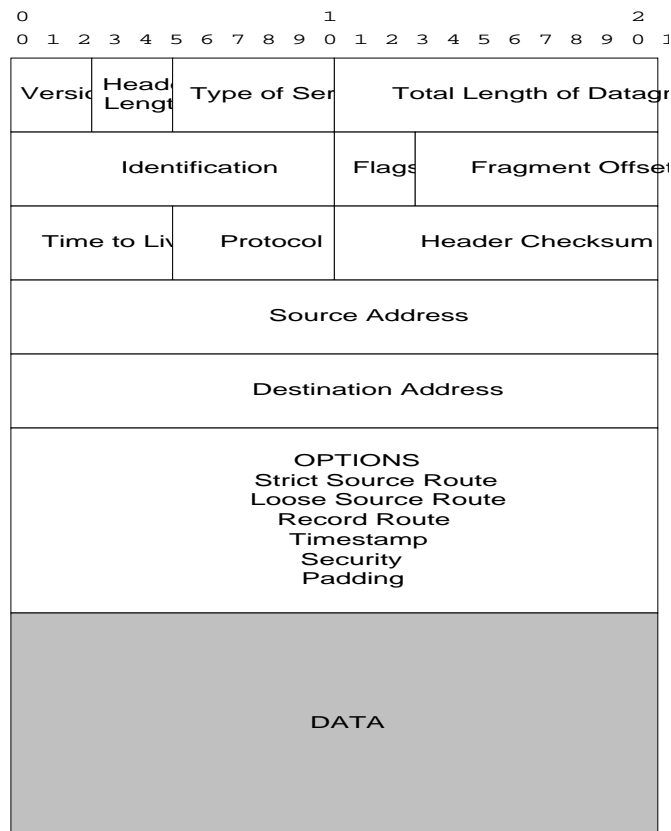 0 1 2
0 1 2 3 4 5 6 7 8 9 0 1 2 3 4 5 6 7 8 9 0 1
Versio
Heade
Length
Type of Ser
Total Length of Datagr
Identification
Flags
Fragment Offset
Time to Liv
Protocol
Header Checksum
Source Address
Destination Address
OPTIONS
Strict Source Route
Loose Source Route
Record Route
Timestamp
Security
Padding
DATA